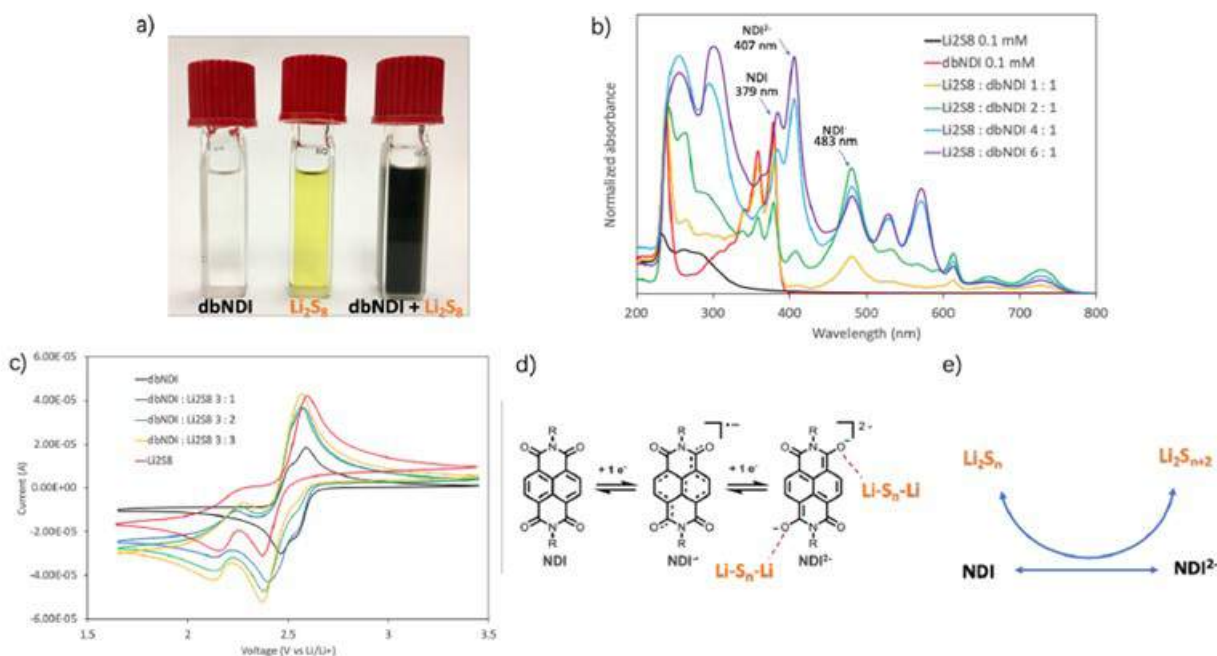 a)
dbNDI
Li₂S₈
dbNDI + Li₂S₈
b)
Normalized absorbance
NDI²⁻
407 nm
NDI
379 nm
NDI⁻
483 nm
Li2S8 0.1 mM
dbNDI 0.1 mM
Li2S8 : dbNDI 1 : 1
Li2S8 : dbNDI 2 : 1
Li2S8 : dbNDI 4 : 1
Li2S8 : dbNDI 6 : 1
200 300 400 500 600 700 800
Wavelength (nm)
c)
Current (A)
6.00E-05
4.00E-05
2.00E-05
0.00E+00
-2.00E-05
-4.00E-05
-6.00E-05
dbNDI
dbNDI : Li2S8 3 : 1
dbNDI : Li2S8 3 : 2
dbNDI : Li2S8 3 : 3
Li2S8
1.5 2 2.5 3 3.5
Voltage (V vs Li/Li+)
d)
R
O N O
O N O
R
NDI
+ 1 e⁻
•−
R
O N O
O N O
R
+ 1 e⁻
2 -
R
O N O
O N O
R
NDI²⁻
Li-Sₙ-Li
Li-Sₙ-Li
e)
Li₂Sₙ
Li₂Sₙ₊₂
NDI
NDI²⁻